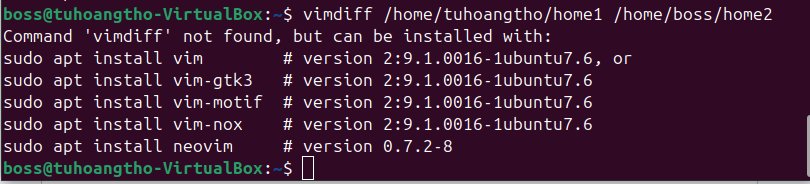 boss@tuhoangtho-VirtualBox:~$ vimdiff /home/tuhoangtho/home1 /home/boss/home2
Command 'vimdiff' not found, but can be installed with:
sudo apt install vim        # version 2:9.1.0016-1ubuntu7.6, or
sudo apt install vim-gtk3   # version 2:9.1.0016-1ubuntu7.6
sudo apt install vim-motif  # version 2:9.1.0016-1ubuntu7.6
sudo apt install vim-nox    # version 2:9.1.0016-1ubuntu7.6
sudo apt install neovim     # version 0.7.2-8
boss@tuhoangtho-VirtualBox:~$